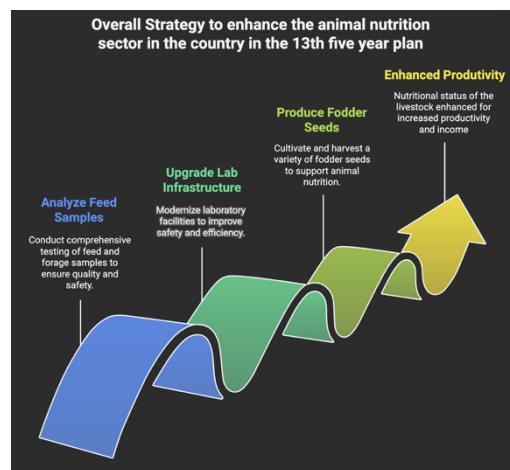 Overall Strategy to enhance the animal nutrition
sector in the country in the 13th five year plan
Enhanced Produtivity
Nutritional status of the
livestock enhanced for
increased productivity
and income
Produce Fodder
Seeds
Cultivate and harvest a
variety of fodder seeds
to support animal
nutrition.
Upgrade Lab
Infrastructure
Modernize laboratory
facilities to improve
safety and efficiency.
Analyze Feed
Samples
Conduct comprehensive
testing of feed and
forage samples to
ensure quality and
safety.